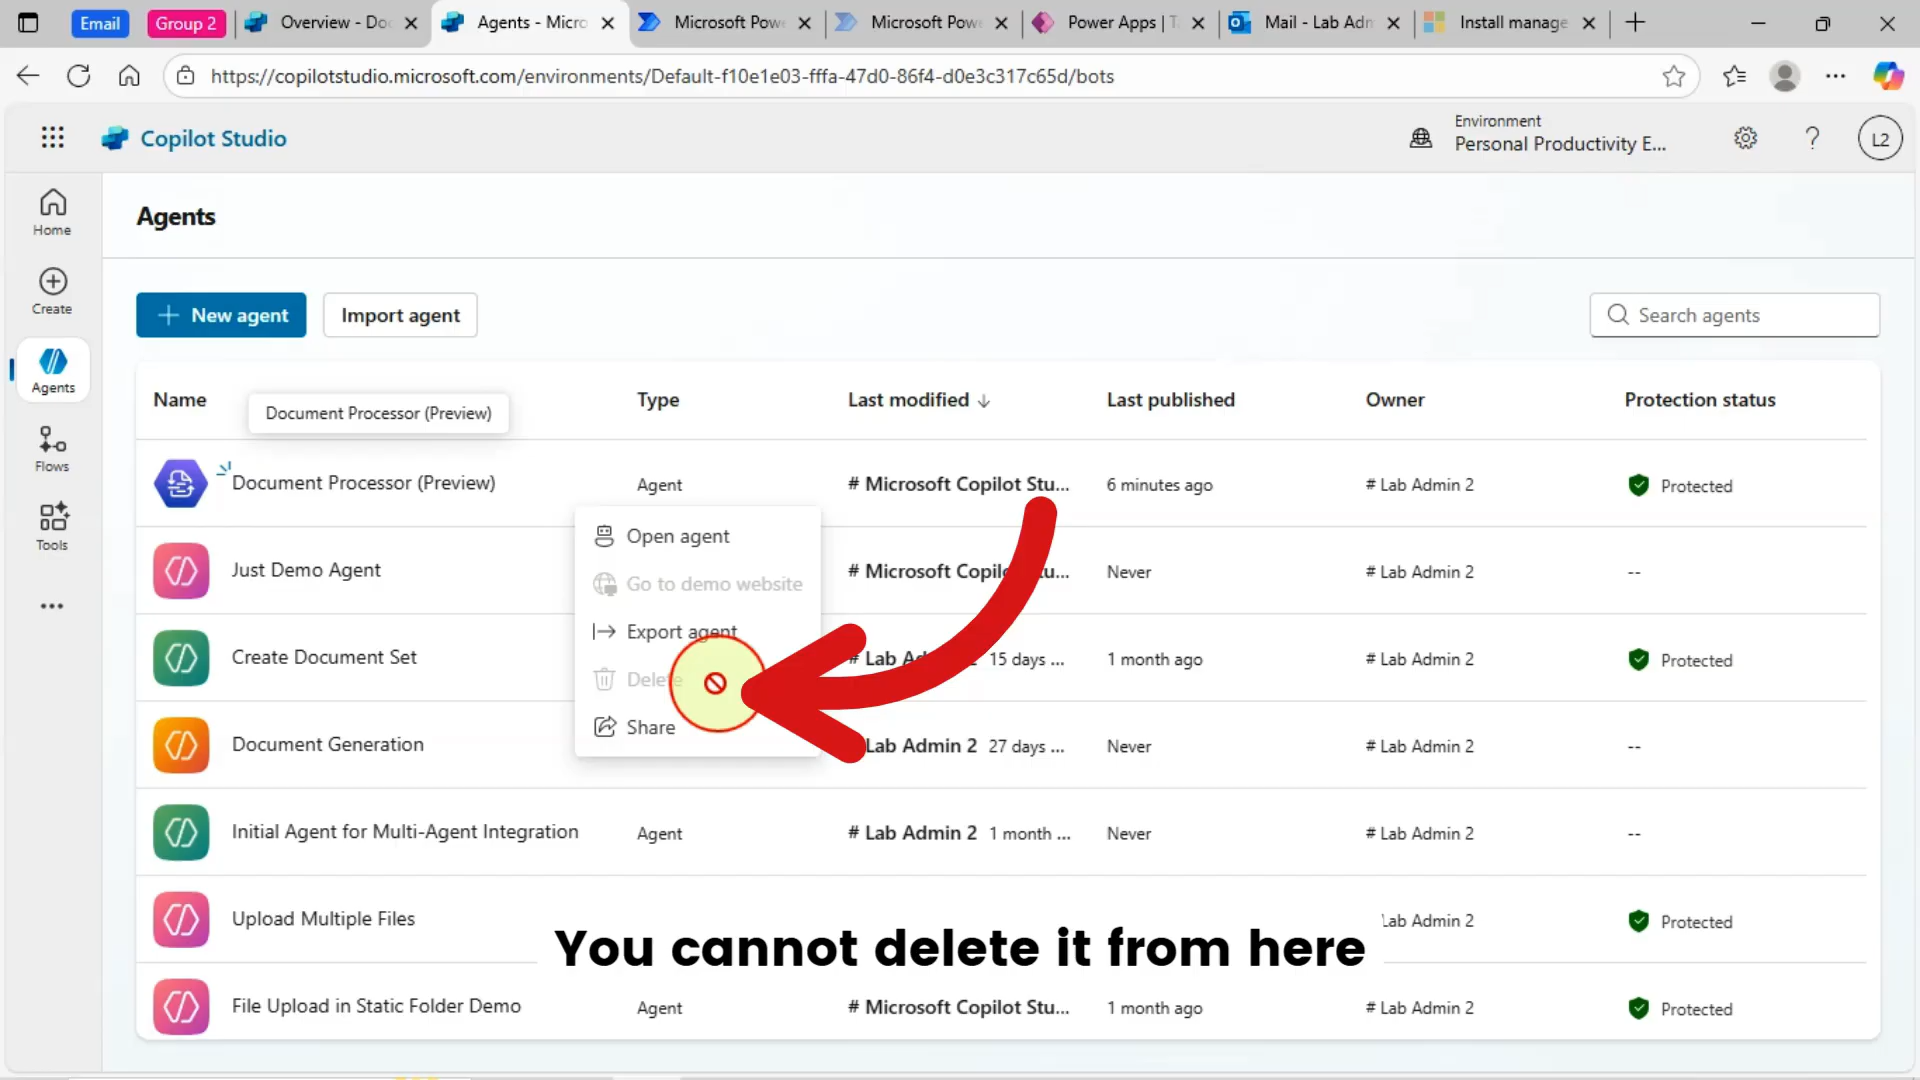 Email
Group 2
Overview - Do
Agents - Micro
Microsoft Pow
Microsoft Pow
Power Apps | T
Mail - Lab Adm
Install manage
https://copilotstudio.microsoft.com/environments/Default-f10e1e03-fffa-47d0-86f4-d0e3c317c65d/bots
Copilot Studio
Environment
Personal Productivity E...
L2
Home
Create
Agents
Flows
Tools
Agents
New agent
Import agent
Search agents
Name
Type
Last modified
Last published
Owner
Protection status
Document Processor (Preview)
Document Processor (Preview)
Agent
# Microsoft Copilot Stu...
6 minutes ago
# Lab Admin 2
Protected
Open agent
Go to demo website
Export agent
Delete
Share
Just Demo Agent
# Microsoft Copil
u...
Never
# Lab Admin 2
--
Create Document Set
15 days ...
1 month ago
# Lab Admin 2
Protected
Document Generation
Lab Admin 2 27 days ...
Never
# Lab Admin 2
--
Initial Agent for Multi-Agent Integration
Agent
# Lab Admin 2 1 month ...
Never
# Lab Admin 2
--
Upload Multiple Files
Lab Admin 2
Protected
You cannot delete it from here
File Upload in Static Folder Demo
Agent
# Microsoft Copilot Stu...
1 month ago
# Lab Admin 2
Protected